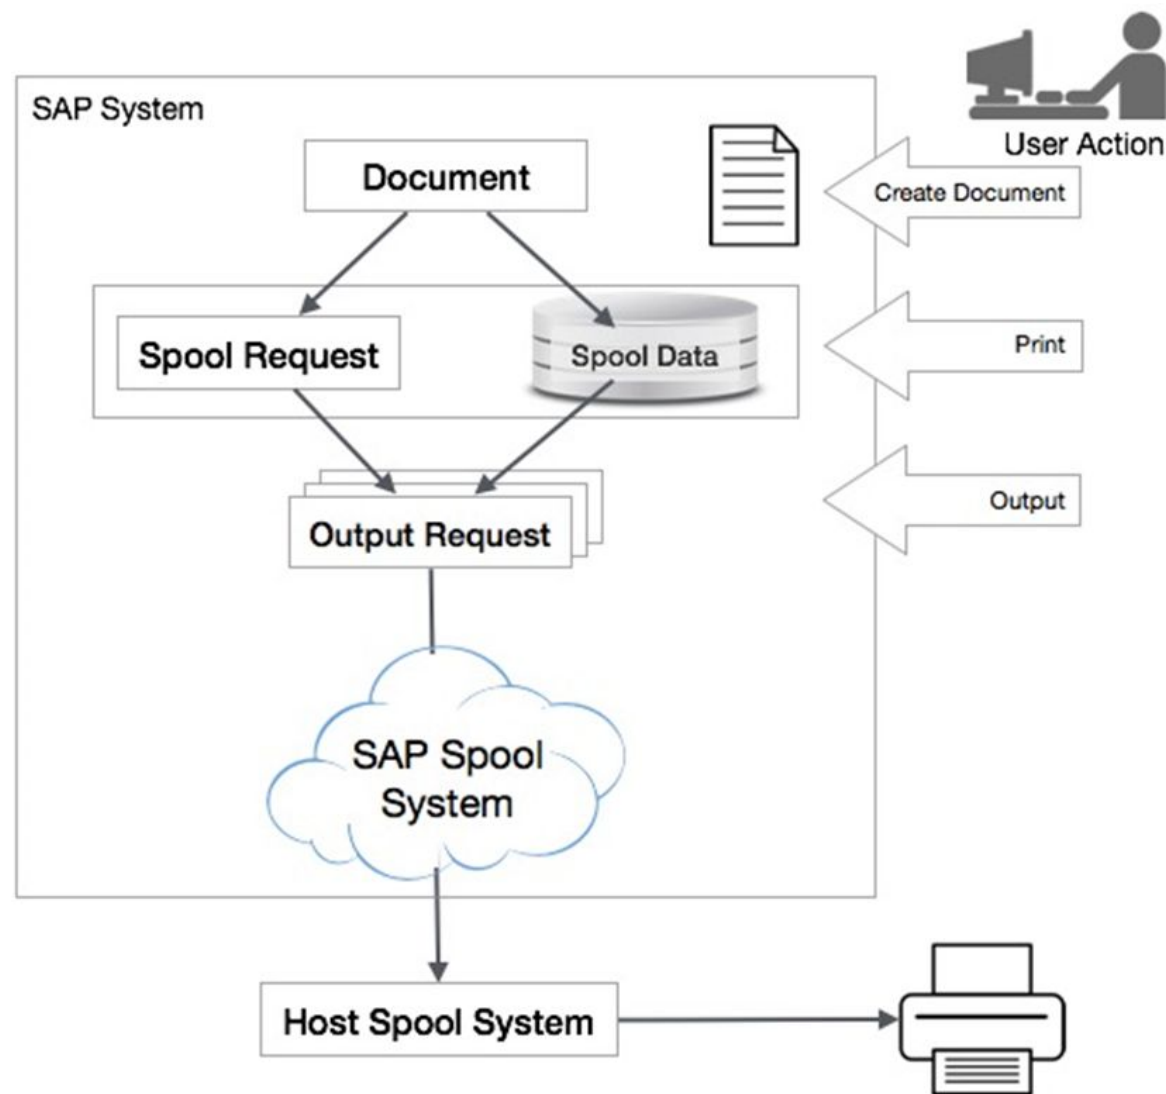 SAP System
User Action
Document
Create Document
Spool Request
Spool Data
Print
Output Request
Output
SAP Spool
System
Host Spool System